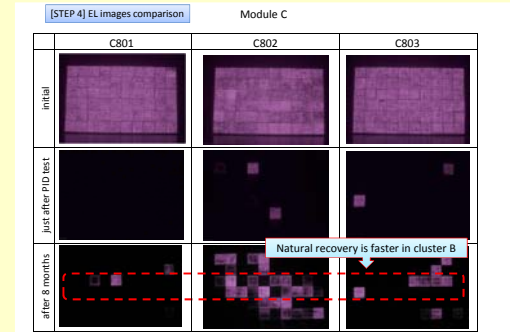 [STEP 4] EL images comparison
Module C
C801 C802 C803
initial
just after PID test
Natural recovery is faster in cluster B
after 8 months